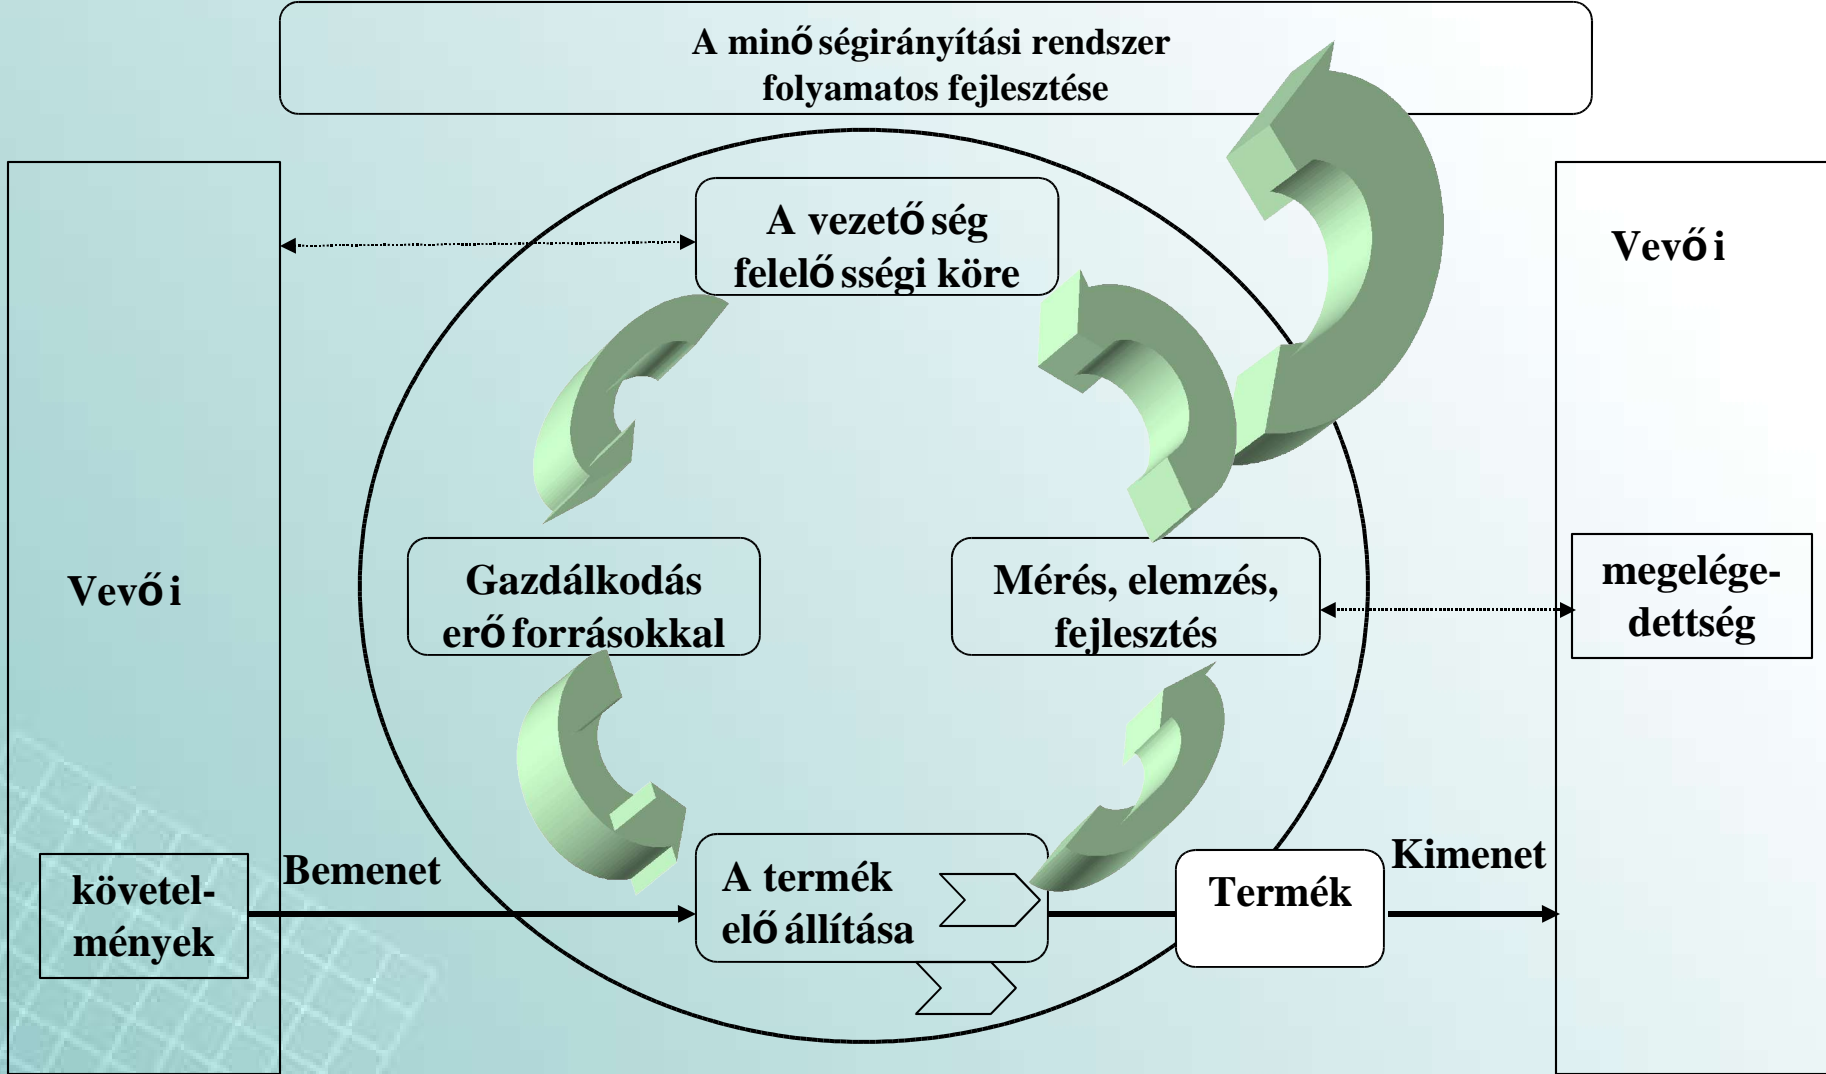 A minőségirányítási rendszer
folyamatos fejlesztése
A vezetőség
felelősségi köre
Vevői
Vevői
Gazdálkodás
erőforrásokkal
Mérés, elemzés,
fejlesztés
megelége-
dettség
követel-
mények
Bemenet
A termék
előállítása
Termék
Kimenet